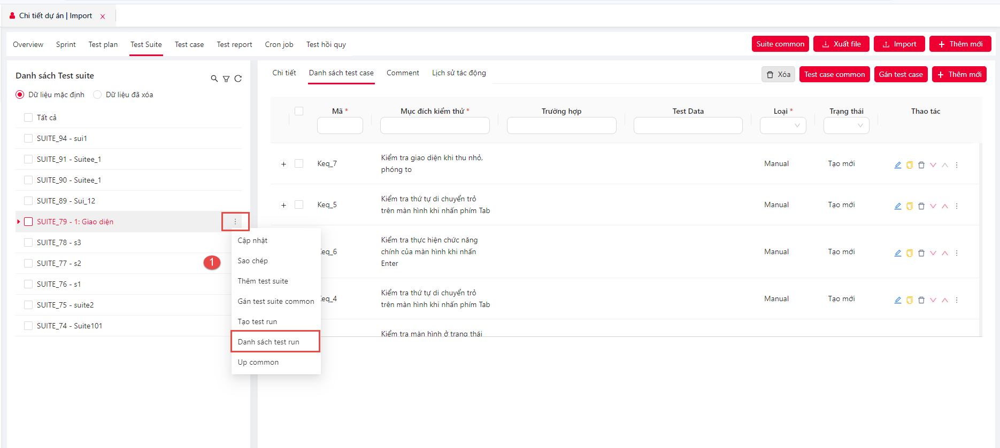 Chi tiết dự án | Import
Overview
Sprint
Test plan
Test Suite
Test case
Test report
Cron job
Test hồi quy
Suite common
Xuất file
Import
Thêm mới
Danh sách Test suite
Dữ liệu mặc định
Dữ liệu đã xóa
Tất cả
SUITE_94 - sui1
SUITE_91 - Suitee_1
SUITE_90 - Suitee_1
SUITE_89 - Sui_12
SUITE_79 - 1: Giao diện
SUITE_78 - s3
SUITE_77 - s2
SUITE_76 - s1
SUITE_75 - suite2
SUITE_74 - Suite101
1
Cập nhật
Sao chép
Thêm test suite
Gán test suite common
Tạo test run
Danh sách test run
Up common
Chi tiết
Danh sách test case
Comment
Lịch sử tác động
Xóa
Test case common
Gán test case
Thêm mới
Mã *
Mục đích kiểm thử *
Trường hợp
Test Data
Loại *
Trạng thái
Thao tác
Keq_7
Kiểm tra giao diện khi thu nhỏ,
phóng to
Manual
Tạo mới
Keq_5
Kiểm tra thứ tự di chuyển trỏ
trên màn hình khi nhấn phím Tab
Manual
Tạo mới
Keq_6
Kiểm tra thực hiện chức năng
chính của màn hình khi nhấn
Enter
Manual
Tạo mới
Keq_4
Kiểm tra thứ tự di chuyển trỏ
trên màn hình khi nhấn phím Tab
Manual
Tạo mới
Kiểm tra màn hình ở trạng thái